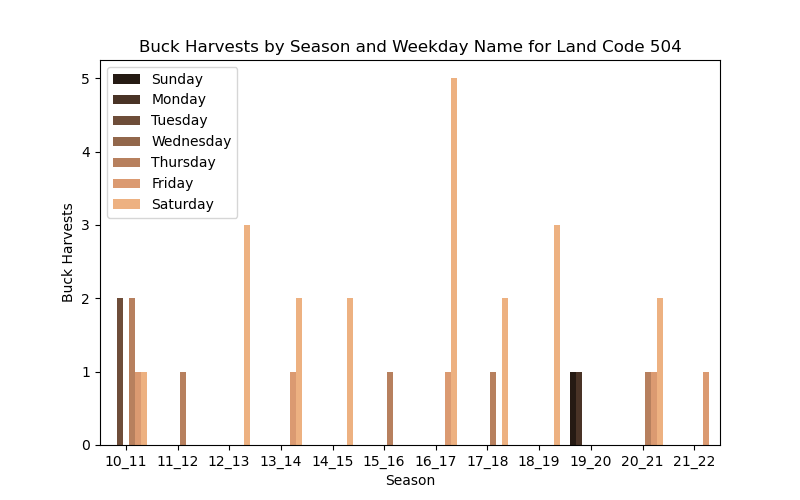 Buck Harvests by Season and Weekday Name for Land Code 504
Sunday
Monday
Tuesday
Wednesday
Thursday
Friday
Saturday
5
4
3
2
1
0
Buck Harvests
10_11 11_12 12_13 13_14 14_15 15_16 16_17 17_18 18_19 19_20 20_21 21_22
Season